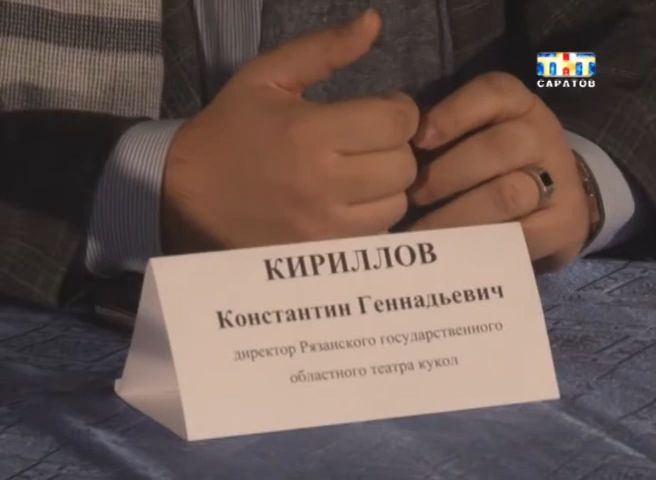 ТНТ
САРАТОВ
КИРИЛЛОВ
Константин Геннадьевич
директор Рязанского государственного
областного театра кукол